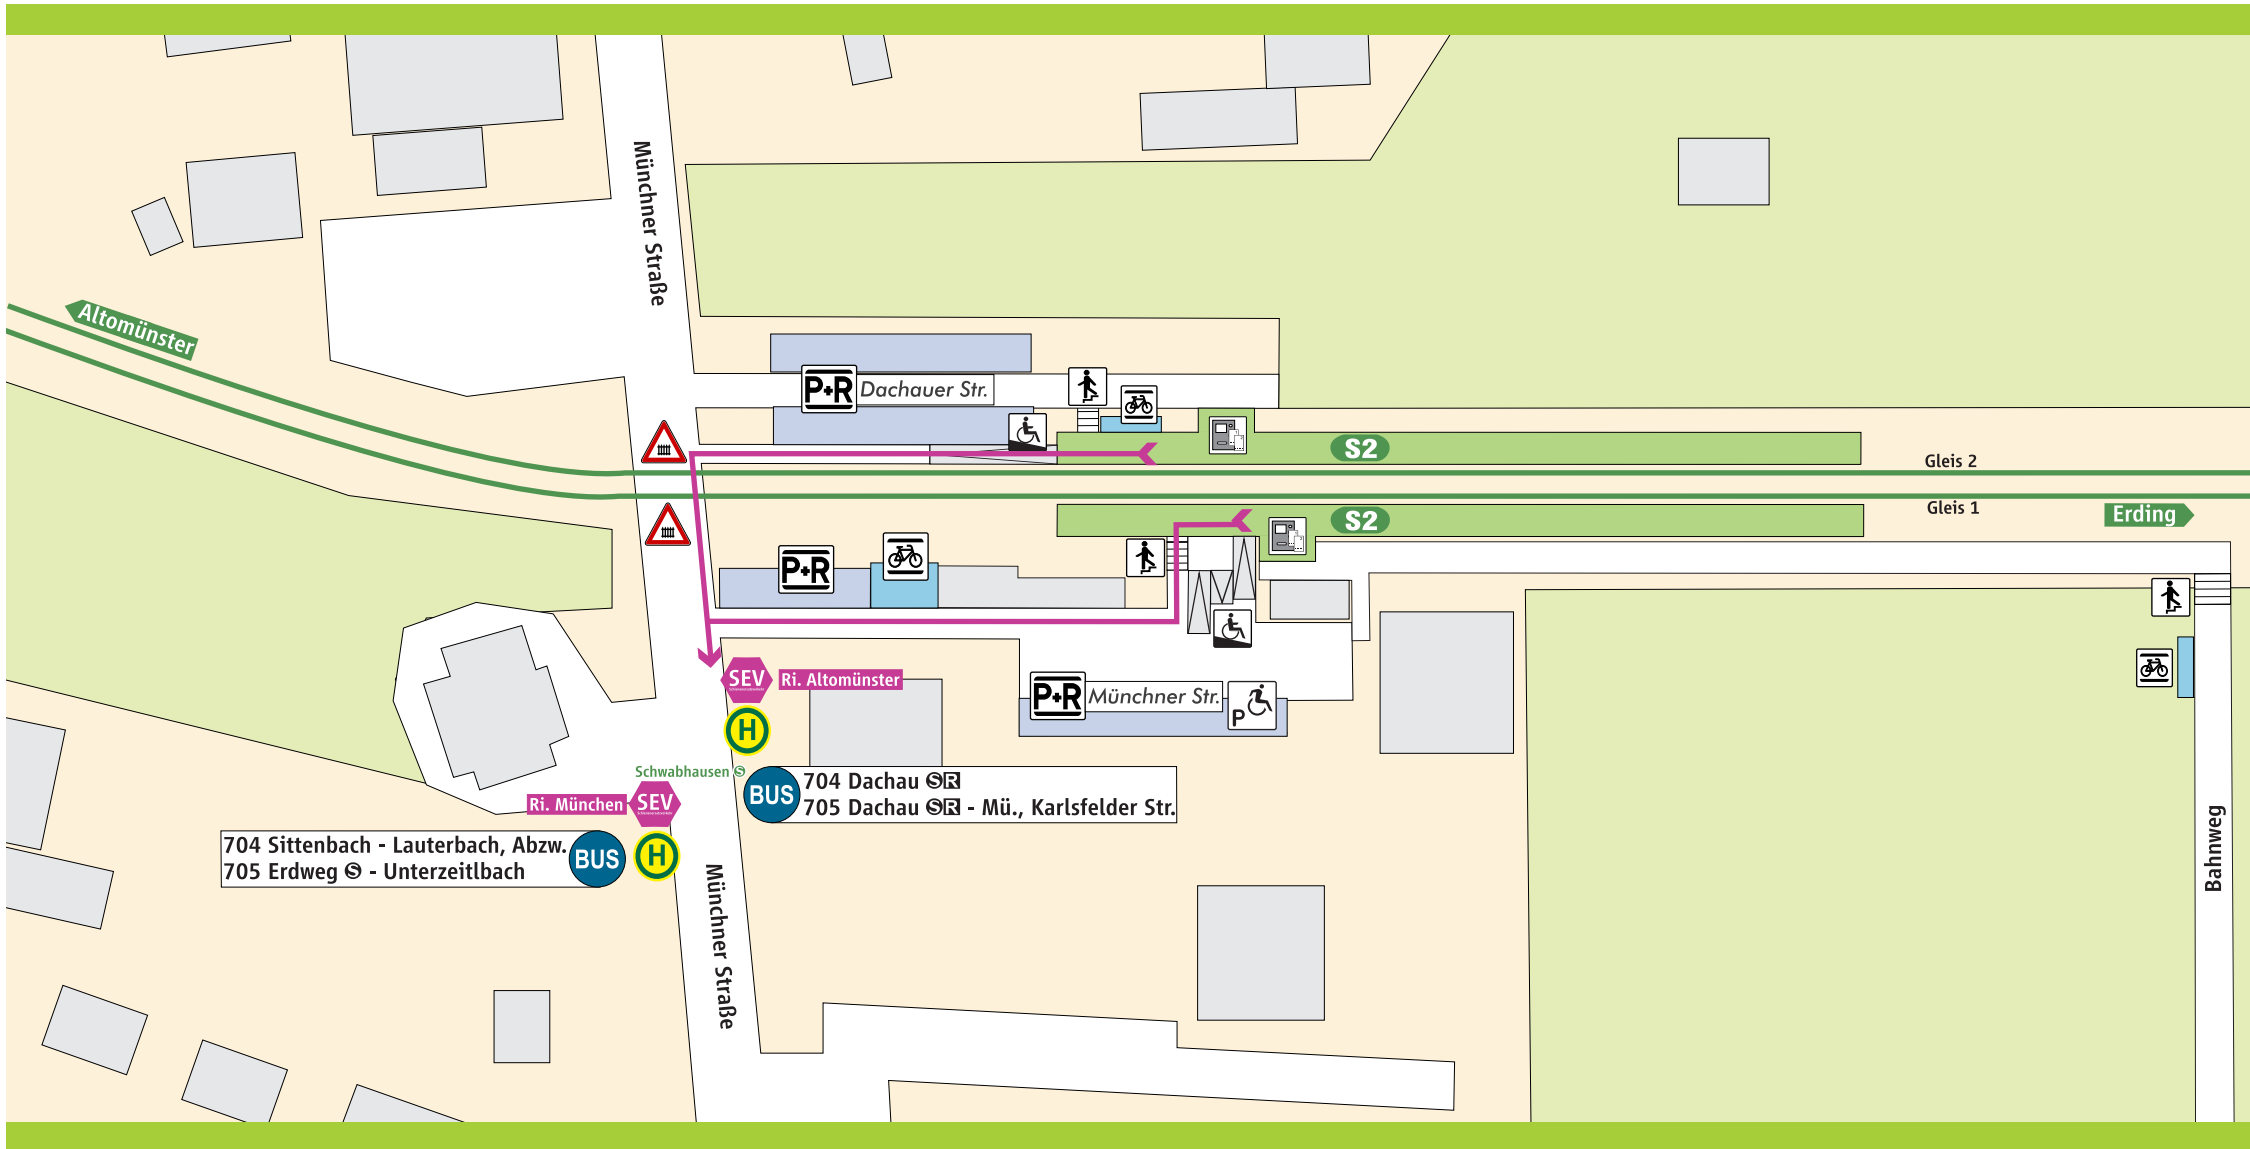 Münchner Straße
Altomünster
P+R Dachauer Str.
S2
Gleis 2
S2
Gleis 1
Erding
P+R
SEV Ri. Altomünster
P+R Münchner Str.
P
H
Schwabhausen S
BUS 704 Dachau S R
705 Dachau S R - Mü., Karlsfelder Str.
Ri. München SEV
704 Sittenbach - Lauterbach, Abzw.
705 Erdweg S - Unterzeitlbach
BUS
H
Münchner Straße
Bahnweg